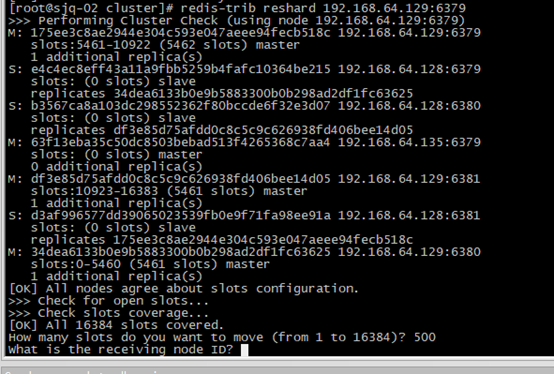 [root@sjq-02 cluster]# redis-trib reshard 192.168.64.129:6379
>>> Performing Cluster Check (using node 192.168.64.129:6379)
M: 175ee3c8ae2944e304c593e047aeee94fecb518c 192.168.64.129:6379
slots:5461-10922 (5462 slots) master
1 additional replica(s)
S: e4c4ec8eff43a11a9fbb5259b4fafc10364be215 192.168.64.128:6379
slots: (0 slots) slave
replicates 34dea6133b0e9b5883300b0b298ad2df1fc63625
S: b3567ca8a103dc298552362f80bccde6f32e3d07 192.168.64.128:6380
slots: (0 slots) slave
replicates df3e85d75afdd0c8c5c9c626938fd406bee14d05
M: 63f13eba35c50dc8503bebad513f4265368c7aa4 192.168.64.135:6379
slots: (0 slots) master
0 additional replica(s)
M: df3e85d75afdd0c8c5c9c626938fd406bee14d05 192.168.64.129:6381
slots:10923-16383 (5461 slots) master
1 additional replica(s)
S: d3af996577dd39065023539fb0e9f71fa98ee91a 192.168.64.128:6381
slots: (0 slots) slave
replicates 175ee3c8ae2944e304c593e047aeee94fecb518c
M: 34dea6133b0e9b5883300b0b298ad2df1fc63625 192.168.64.129:6380
slots:0-5460 (5461 slots) master
1 additional replica(s)
[OK] All nodes agree about slots configuration.
>>> Check for open slots...
>>> Check slots coverage...
[OK] All 16384 slots covered.
How many slots do you want to move (from 1 to 16384)? 500
What is the receiving node ID?